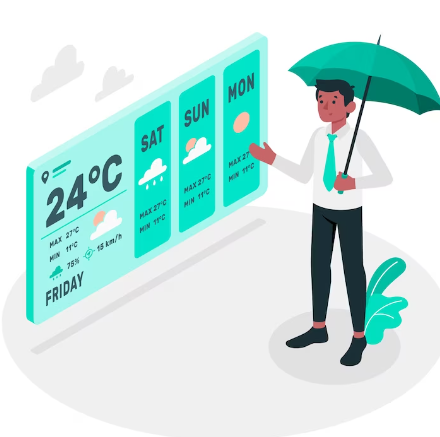 24°C
MAX 27°C
MIN 11°C
75%
15 km/h
FRIDAY
SAT
MAX 27°C
MIN 11°C
SUN
MAX 27°C
MIN 11°C
MON
MAX 27°C
MIN 11°C